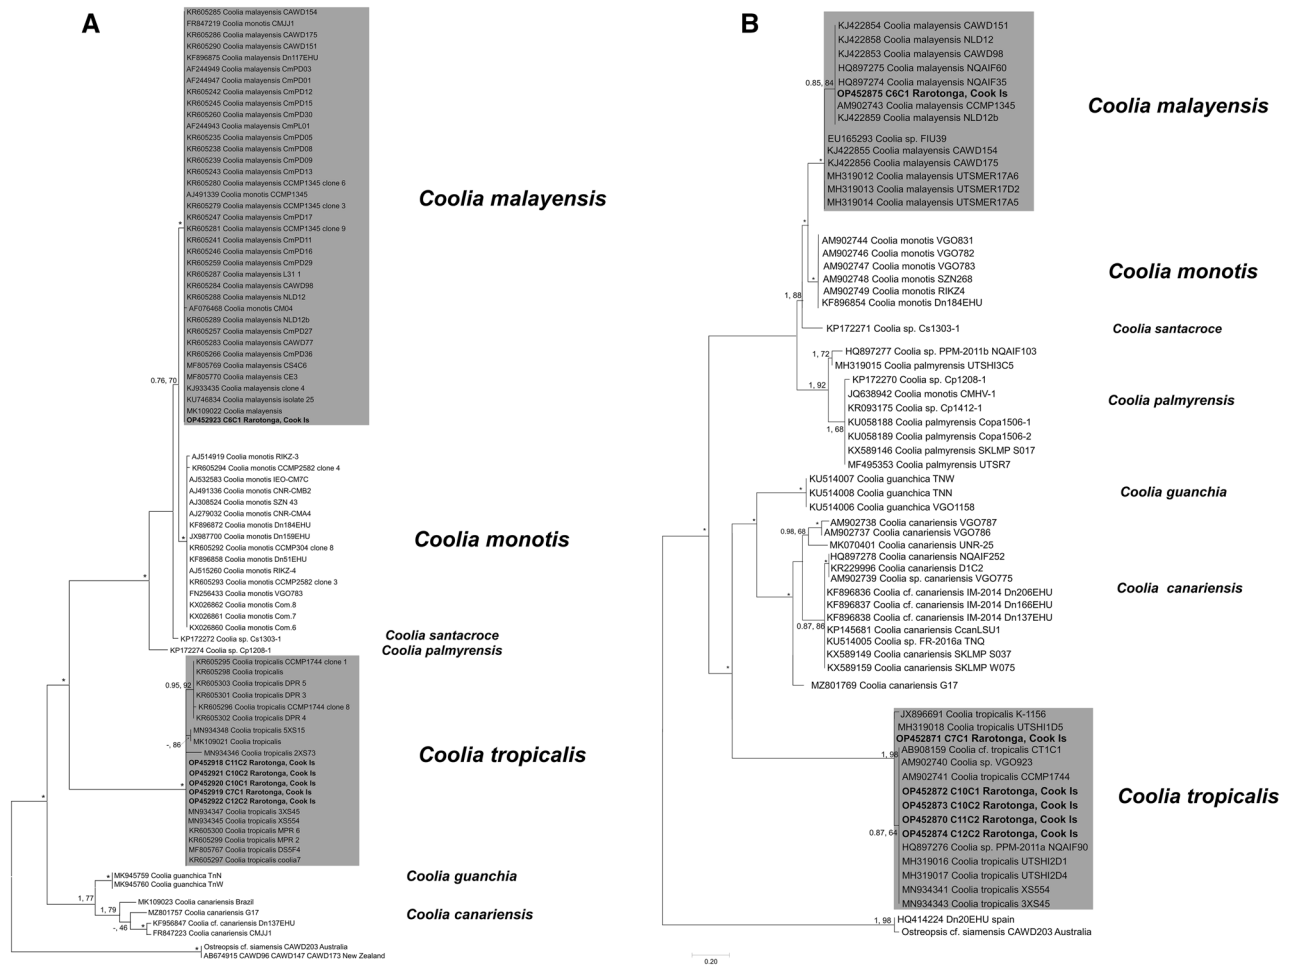 A
KR605285 Coolia malayensis CAWD154
FR847219 Coolia monotis CMJJ1
KR605286 Coolia malayensis CAWD175
KR605290 Coolia malayensis CAWD151
KF896875 Coolia malayensis Dn117EHU
AF244949 Coolia malayensis CmPD03
AF244947 Coolia malayensis CmPD01
KR605242 Coolia malayensis CmPD12
KR605245 Coolia malayensis CmPD15
KR605260 Coolia malayensis CmPD30
AF244943 Coolia malayensis CmPL01
KR605235 Coolia malayensis CmPD05
KR605238 Coolia malayensis CmPD08
KR605239 Coolia malayensis CmPD09
KR605243 Coolia malayensis CmPD13
KR605280 Coolia malayensis CCMP1345 clone 6
AJ491339 Coolia monotis CCMP1345
KR605279 Coolia malayensis CCMP1345 clone 3
KR605247 Coolia malayensis CmPD17
KR605281 Coolia malayensis CCMP1345 clone 9
KR605241 Coolia malayensis CmPD11
KR605246 Coolia malayensis CmPD16
KR605259 Coolia malayensis CmPD29
KR605287 Coolia malayensis L31 1
KR605284 Coolia malayensis CAWD98
KR605288 Coolia malayensis NLD12
AF076468 Coolia monotis CM04
KR605289 Coolia malayensis NLD12b
KR605257 Coolia malayensis CmPD27
KR605283 Coolia malayensis CAWD77
KR605266 Coolia malayensis CmPD36
MF805769 Coolia malayensis CS4C6
MF805770 Coolia malayensis CE3
KJ933435 Coolia malayensis clone 4
KU746834 Coolia malayensis isolate 25
MK109022 Coolia malayensis
OP452923 C6C1 Rarotonga, Cook Is
Coolia malayensis
*
0.76, 70
AJ514919 Coolia monotis RIKZ-3
KR605294 Coolia monotis CCMP2582 clone 4
AJ532583 Coolia monotis IEO-CM7C
AJ491336 Coolia monotis CNR-CMB2
AJ308524 Coolia monotis SZN 43
AJ279032 Coolia monotis CNR-CMA4
KF896872 Coolia monotis Dn184EHU
JX987700 Coolia monotis Dn159EHU
KR605292 Coolia monotis CCMP304 clone 8
KF896858 Coolia monotis Dn51EHU
AJ515260 Coolia monotis RIKZ-4
KR605293 Coolia monotis CCMP2582 clone 3
FN256433 Coolia monotis VGO783
KX026862 Coolia monotis Com.8
KX026861 Coolia monotis Com.7
KX026860 Coolia monotis Com.6
Coolia monotis
*
*
KP172272 Coolia sp. Cs1303-1
KP172274 Coolia sp. Cp1208-1
Coolia santacroce
Coolia palmyrensis
KR605295 Coolia tropicalis CCMP1744 clone 1
KR605298 Coolia tropicalis
KR605303 Coolia tropicalis DPR 5
KR605301 Coolia tropicalis DPR 3
KR605296 Coolia tropicalis CCMP1744 clone 8
KR605302 Coolia tropicalis DPR 4
MN934348 Coolia tropicalis 5XS15
MK109021 Coolia tropicalis
MN934346 Coolia tropicalis 2XS73
OP452918 C11C2 Rarotonga, Cook Is
OP452921 C10C2 Rarotonga, Cook Is
OP452920 C10C1 Rarotonga, Cook Is
OP452919 C7C1 Rarotonga, Cook Is
OP452922 C12C2 Rarotonga, Cook Is
MN934347 Coolia tropicalis 3XS45
MN934345 Coolia tropicalis XS554
KR605300 Coolia tropicalis MPR 6
KR605299 Coolia tropicalis MPR 2
MF805767 Coolia tropicalis DS5F4
KR605297 Coolia tropicalis coolia7
Coolia tropicalis
0.95, 92
-, 86
*
*
*
MK945759 Coolia guanchica TnN
MK945760 Coolia guanchica TnW
Coolia guanchia
*
1, 77
MK109023 Coolia canariensis Brazil
MZ801757 Coolia canariensis G17
KF956847 Coolia cf. canariensis Dn137EHU
FR847223 Coolia canariensis CMJJ1
Coolia canariensis
1, 79
-, 46
*
*
Ostreopsis cf. siamensis CAWD203 Australia
AB674915 CAWD96 CAWD147 CAWD173 New Zealand
B
KJ422854 Coolia malayensis CAWD151
KJ422858 Coolia malayensis NLD12
KJ422853 Coolia malayensis CAWD98
HQ897275 Coolia malayensis NQAIF60
HQ897274 Coolia malayensis NQAIF35
OP452875 C6C1 Rarotonga, Cook Is
AM902743 Coolia malayensis CCMP1345
KJ422859 Coolia malayensis NLD12b
EU165293 Coolia sp. FIU39
KJ422855 Coolia malayensis CAWD154
KJ422856 Coolia malayensis CAWD175
MH319012 Coolia malayensis UTSMER17A6
MH319013 Coolia malayensis UTSMER17D2
MH319014 Coolia malayensis UTSMER17A5
Coolia malayensis
0.85, 84
*
*
AM902744 Coolia monotis VGO831
AM902746 Coolia monotis VGO782
AM902747 Coolia monotis VGO783
AM902748 Coolia monotis SZN268
AM902749 Coolia monotis RIKZ4
KF896854 Coolia monotis Dn184EHU
Coolia monotis
*
1, 88
KP172271 Coolia sp. Cs1303-1
Coolia santacroce
HQ897277 Coolia sp. PPM-2011b NQAIF103
MH319015 Coolia palmyrensis UTSHI3C5
KP172270 Coolia sp. Cp1208-1
JQ638942 Coolia monotis CMHV-1
KR093175 Coolia sp. Cp1412-1
KU058188 Coolia palmyrensis Copa1506-1
KU058189 Coolia palmyrensis Copa1506-2
KX589146 Coolia palmyrensis SKLMP S017
MF495353 Coolia palmyrensis UTSR7
Coolia palmyrensis
1, 72
1, 92
1, 68
KU514007 Coolia guanchica TNW
KU514008 Coolia guanchica TNN
KU514006 Coolia guanchica VGO1158
Coolia guanchia
*
*
AM902738 Coolia canariensis VGO787
AM902737 Coolia canariensis VGO786
MK070401 Coolia canariensis UNR-25
HQ897278 Coolia canariensis NQAIF252
KR229996 Coolia canariensis D1C2
AM902739 Coolia sp. canariensis VGO775
KF896836 Coolia cf. canariensis IM-2014 Dn206EHU
KF896837 Coolia cf. canariensis IM-2014 Dn166EHU
KF896838 Coolia cf. canariensis IM-2014 Dn137EHU
KP145681 Coolia canariensis CcanLSU1
KU514005 Coolia sp. FR-2016a TNQ
KX589149 Coolia canariensis SKLMP S037
KX589159 Coolia canariensis SKLMP W075
MZ801769 Coolia canariensis G17
Coolia canariensis
*
0.98, 68
*
*
0.87, 86
*
*
JX896691 Coolia tropicalis K-1156
MH319018 Coolia tropicalis UTSHI1D5
OP452871 C7C1 Rarotonga, Cook Is
AB908159 Coolia cf. tropicalis CT1C1
AM902740 Coolia sp. VGO923
AM902741 Coolia tropicalis CCMP1744
OP452872 C10C1 Rarotonga, Cook Is
OP452873 C10C2 Rarotonga, Cook Is
OP452870 C11C2 Rarotonga, Cook Is
OP452874 C12C2 Rarotonga, Cook Is
HQ897276 Coolia sp. PPM-2011a NQAIF90
MH319016 Coolia tropicalis UTSHI2D1
MH319017 Coolia tropicalis UTSHI2D4
MN934341 Coolia tropicalis XS554
MN934343 Coolia tropicalis 3XS45
Coolia tropicalis
1, 98
0.87, 64
1, 98
HQ414224 Dn20EHU spain
Ostreopsis cf. siamensis CAWD203 Australia
0.20